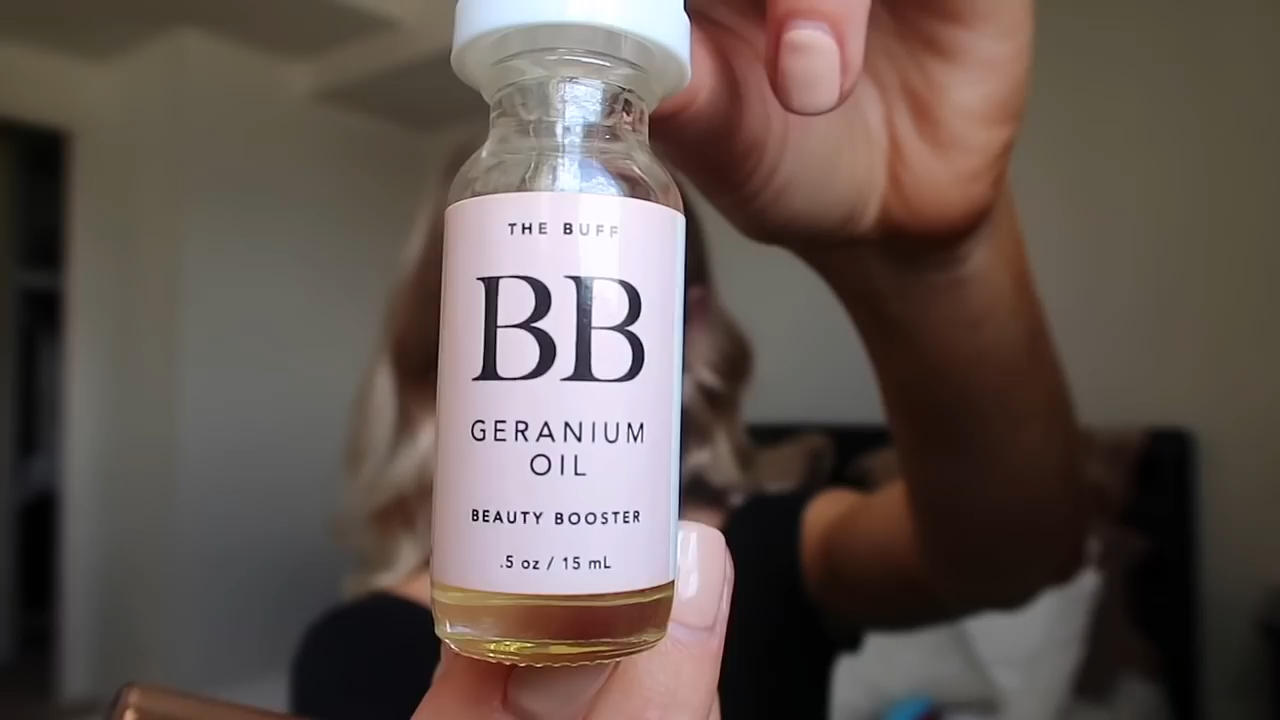 THE BUFF
BB
GERANIUM
OIL
BEAUTY BOOSTER
.5 oz / 15 mL